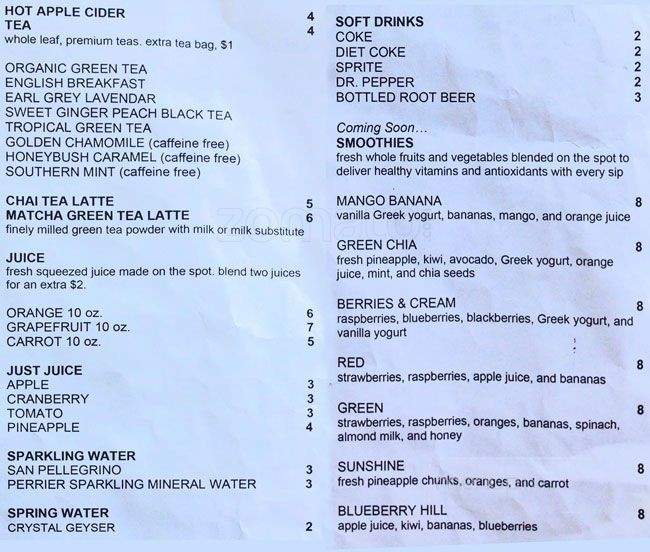 HOT APPLE CIDER 4
TEA 4
whole leaf, premium teas. extra tea bag, $1
ORGANIC GREEN TEA
ENGLISH BREAKFAST
EARL GREY LAVENDAR
SWEET GINGER PEACH BLACK TEA
TROPICAL GREEN TEA
GOLDEN CHAMOMILE (caffeine free)
HONEYBUSH CARAMEL (caffeine free)
SOUTHERN MINT (caffeine free)
CHAI TEA LATTE 5
MATCHA GREEN TEA LATTE 6
finely milled green tea powder with milk or milk substitute
JUICE
fresh squeezed juice made on the spot. blend two juices
for an extra $2.
ORANGE 10 oz. 6
GRAPEFRUIT 10 oz. 7
CARROT 10 oz. 5
JUST JUICE
APPLE 3
CRANBERRY 3
TOMATO 3
PINEAPPLE 4
SPARKLING WATER
SAN PELLEGRINO 3
PERRIER SPARKLING MINERAL WATER 3
SPRING WATER
CRYSTAL GEYSER 2
SOFT DRINKS
COKE 2
DIET COKE 2
SPRITE 2
DR. PEPPER 2
BOTTLED ROOT BEER 3
Coming Soon...
SMOOTHIES
fresh whole fruits and vegetables blended on the spot to
deliver healthy vitamins and antioxidants with every sip
MANGO BANANA 8
vanilla Greek yogurt, bananas, mango, and orange juice
GREEN CHIA 8
fresh pineapple, kiwi, avocado, Greek yogurt, orange
juice, mint, and chia seeds
BERRIES & CREAM 8
raspberries, blueberries, blackberries, Greek yogurt, and
vanilla yogurt
RED 8
strawberries, raspberries, apple juice, and bananas
GREEN 8
strawberries, raspberries, oranges, bananas, spinach,
almond milk, and honey
SUNSHINE 8
fresh pineapple chunks, oranges, and carrot
BLUEBERRY HILL 8
apple juice, kiwi, bananas, blueberries
zomato